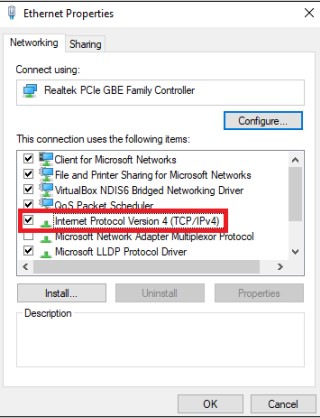 Ethernet Properties
Networking
Sharing
Connect using:
Realtek PCIe GBE Family Controller
Configure...
This connection uses the following items:
Client for Microsoft Networks
File and Printer Sharing for Microsoft Networks
VirtualBox NDIS6 Bridged Networking Driver
QoS Packet Scheduler
Internet Protocol Version 4 (TCP/IPv4)
Microsoft Network Adapter Multiplexor Protocol
Microsoft LLDP Protocol Driver
Install...
Uninstall
Properties
Description
OK
Cancel